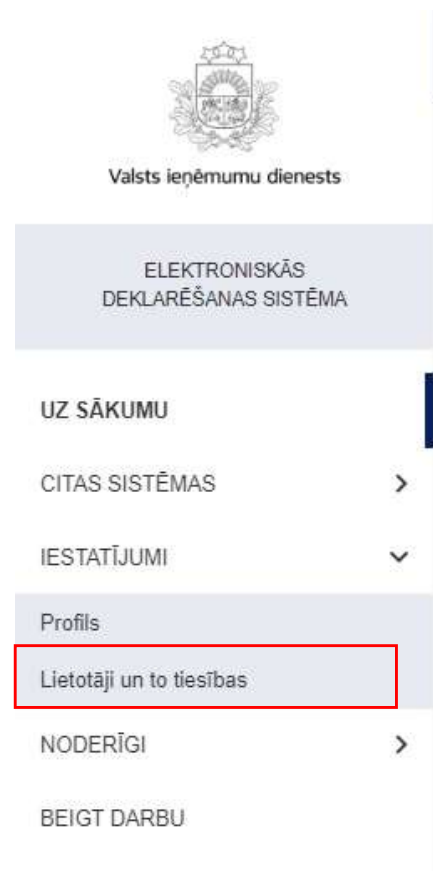 Valsts ieņēmumu dienests
ELEKTRONISKĀS
DEKLARĒŠANAS SISTĒMA
UZ SĀKUMU
CITAS SISTĒMAS
IESTATĪJUMI
Profils
Lietotāji un to tiesības
NODERĪGI
BEIGT DARBU